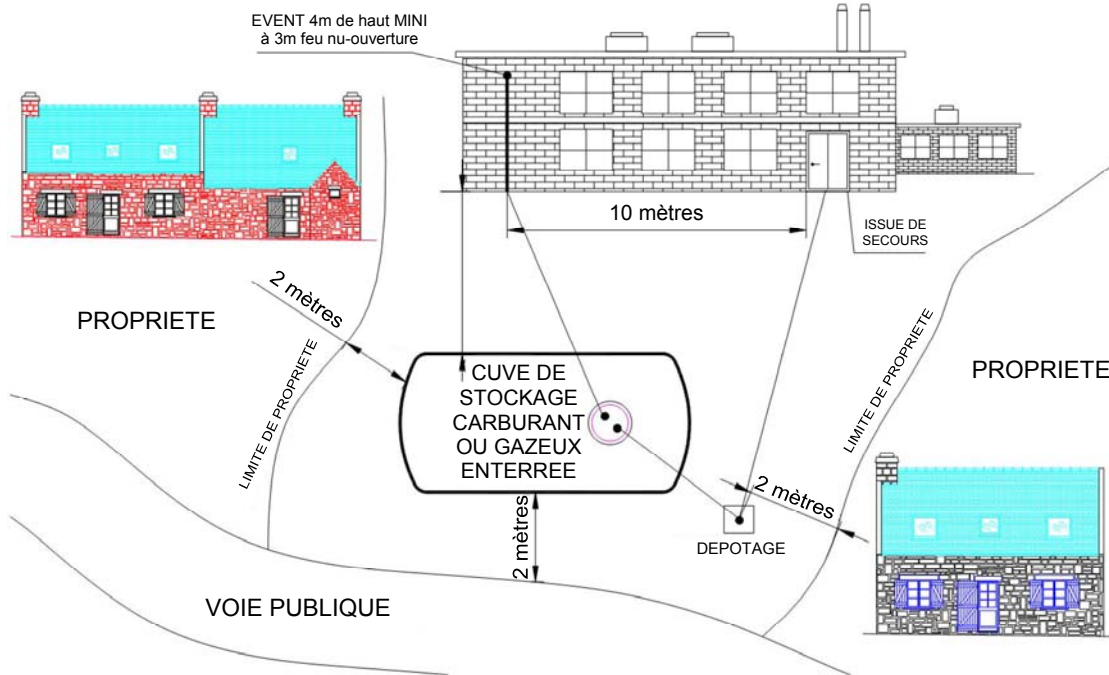 EVENT 4m de haut MINI
à 3m feu nu-ouverture
10 mètres
ISSUE DE
SECOURS
2 mètres
PROPRIETE
LIMITE DE PROPRIETE
CUVE DE
STOCKAGE
CARBURANT
OU GAZEUX
ENTERREE
LIMITE DE PROPRIETE
PROPRIETE
2 mètres
2 mètres
DEPOTAGE
VOIE PUBLIQUE